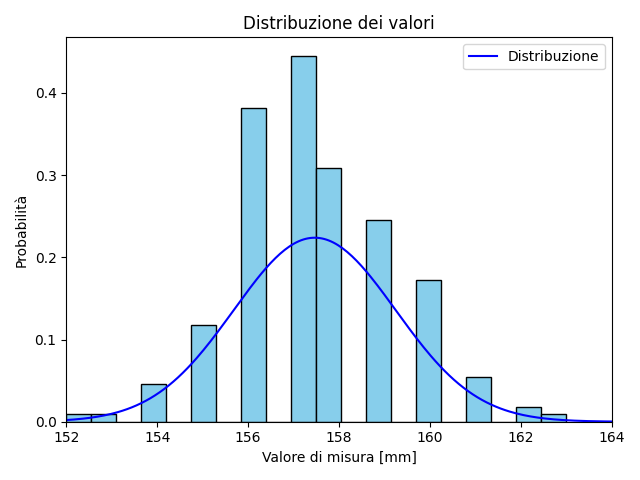 Distribuzione dei valori
Distribuzione
Probabilità
0.4
0.3
0.2
0.1
0.0
152 154 156 158 160 162 164
Valore di misura [mm]